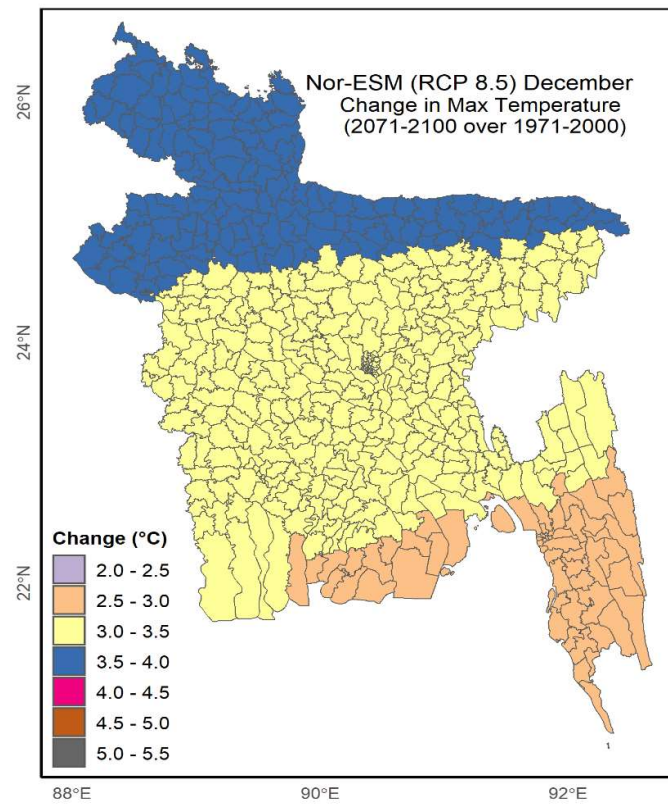 Nor-ESM (RCP 8.5) December
Change in Max Temperature
(2071-2100 over 1971-2000)
26°N
24°N
22°N
Change (°C)
2.0 - 2.5
2.5 - 3.0
3.0 - 3.5
3.5 - 4.0
4.0 - 4.5
4.5 - 5.0
5.0 - 5.5
88°E
90°E
92°E